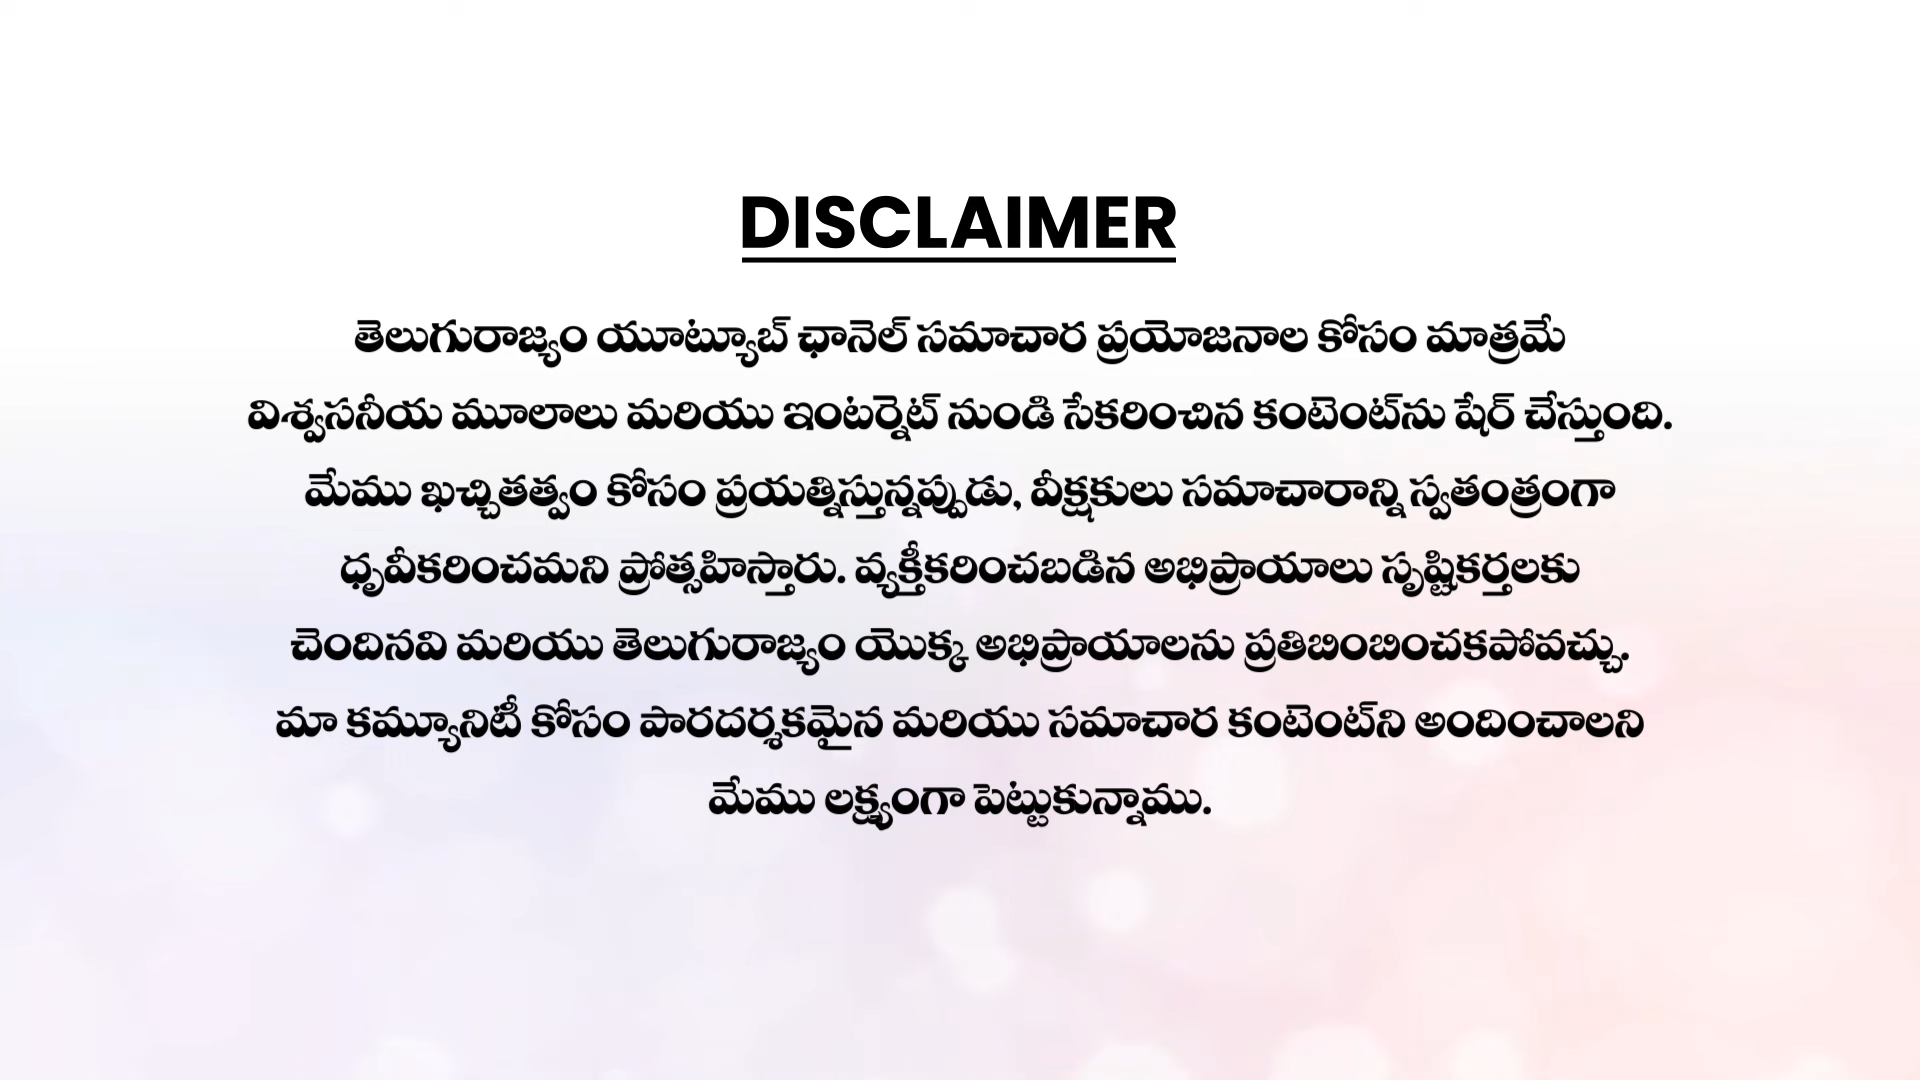 DISCLAIMER
తెలుగురాజ్యం యూట్యూబ్ ఛానెల్ సమాచార ప్రయోజనాల కోసం మాత్రమే
విశ్వసనీయ మూలాలు మరియు ఇంటర్నెట్ నుండి సేకరించిన కంటెంట్‌ను షేర్ చేస్తుంది.
మేము ఖచ్చితత్వం కోసం ప్రయత్నిస్తున్నప్పుడు, వీక్షకులు సమాచారాన్ని స్వతంత్రంగా
ధృవీకరించమని ప్రోత్సహిస్తారు. వ్యక్తీకరించబడిన అభిప్రాయాలు సృష్టికర్తలకు
చెందినవి మరియు తెలుగురాజ్యం యొక్క అభిప్రాయాలను ప్రతిబింబించకపోవచ్చు.
మా కమ్యూనిటీ కోసం పారదర్శకమైన మరియు సమాచార కంటెంట్‌ని అందించాలని
మేము లక్ష్యంగా పెట్టుకున్నాము.